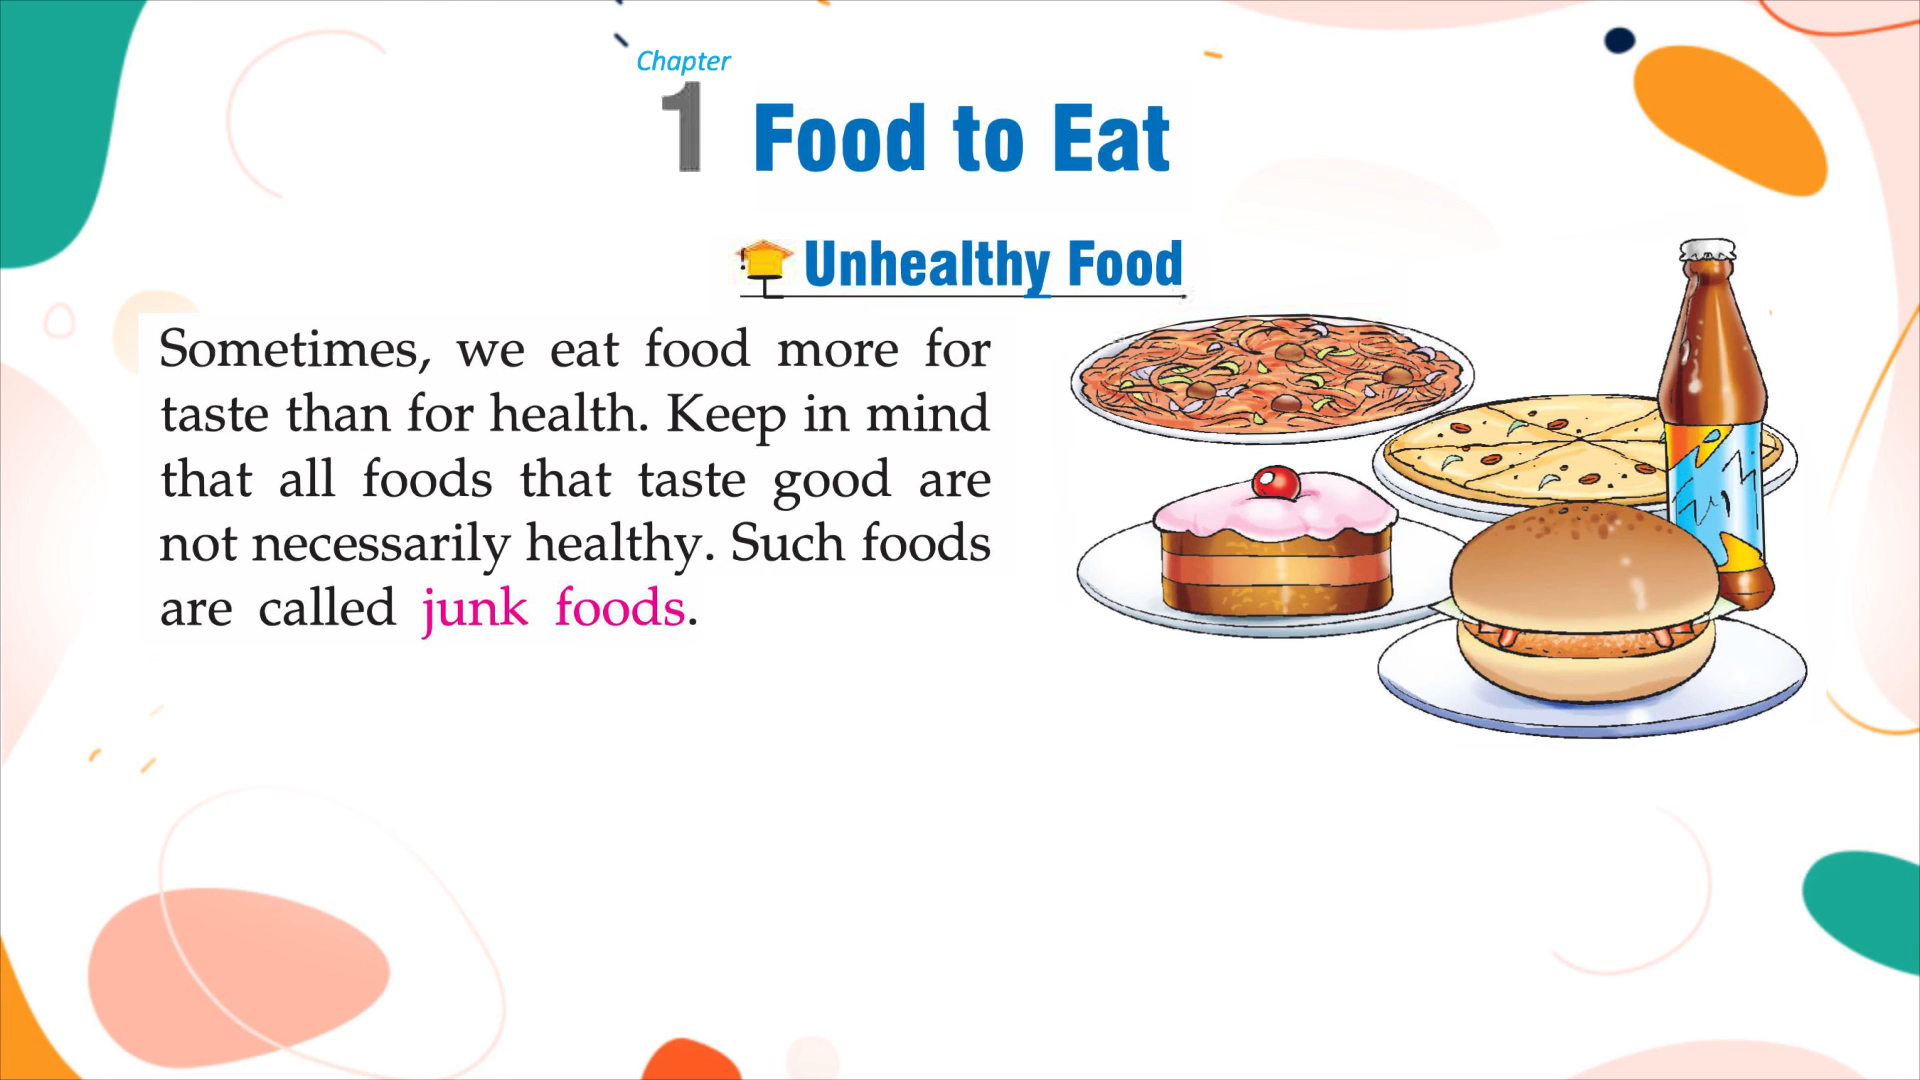 Chapter
1 Food to Eat
Unhealthy Food
Sometimes, we eat food more for
taste than for health. Keep in mind
that all foods that taste good are
not necessarily healthy. Such foods
are called junk foods.